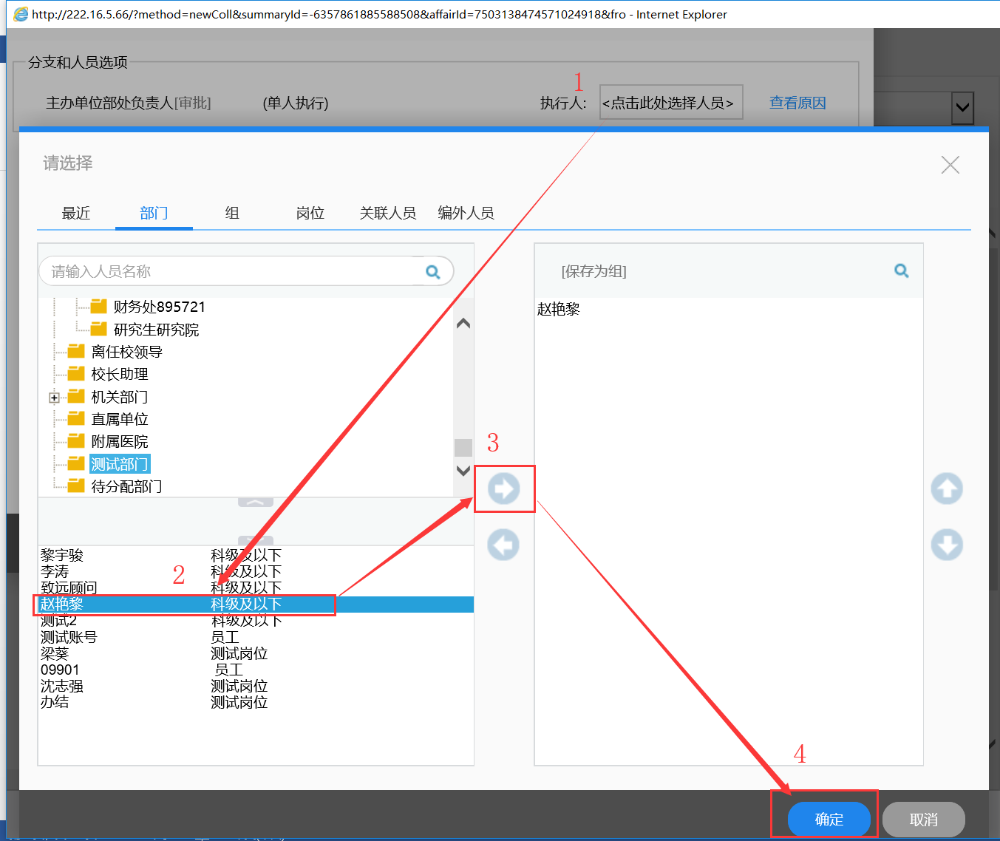 http://222.16.5.66/?method=newColl&summaryId=-6357861885588508&affairId=7503138474571024918&fro - Internet Explorer
分支和人员选项
1
主办单位部处负责人[审批] (单人执行) 执行人: <点击此处选择人员> 查看原因
请选择
最近 部门 组 岗位 关联人员 编外人员
请输入人员名称 [保存为组]
财务处895721 赵艳黎
研究生研究院
离任校领导
校长助理
机关部门
直属单位
附属医院
3
测试部门
待分配部门
黎宇骏 科级及以下
李涛 科级及以下
2
致远顾问 科级及以下
赵艳黎 科级及以下
测试2 科级及以下
测试账号 员工
梁葵 测试岗位
09901 员工
沈志强 测试岗位
办结 测试岗位
4
确定 取消